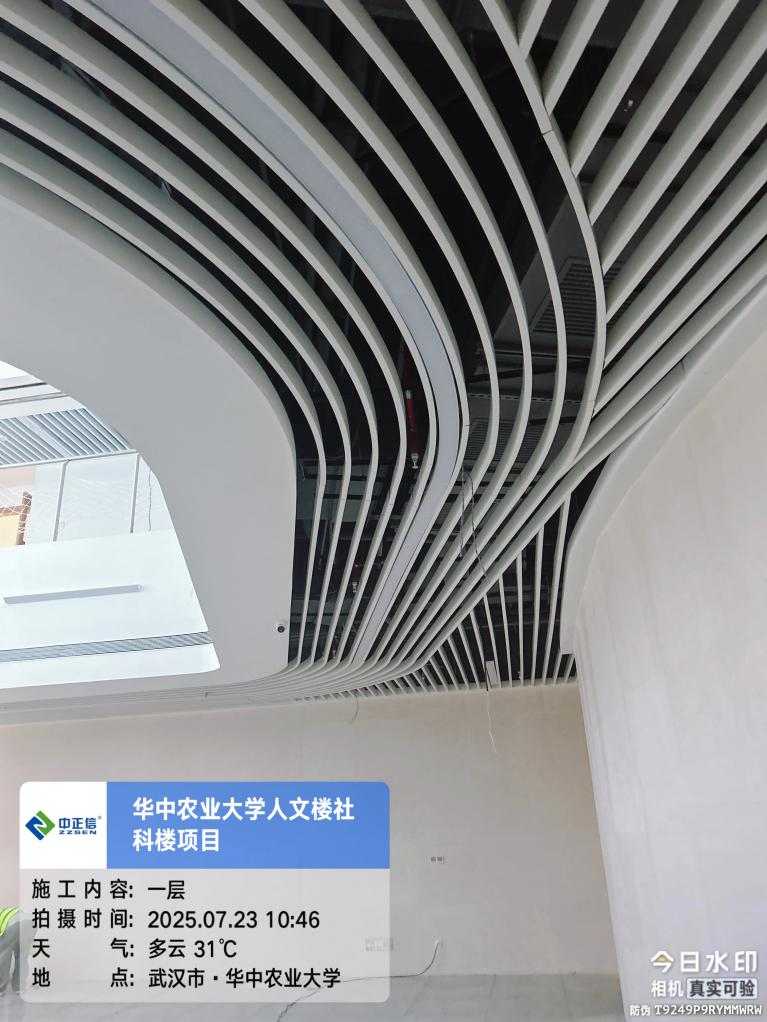 中正信®
ZZSEN
华中农业大学人文楼社
科楼项目
施工内容: 一层
拍摄时间: 2025.07.23 10:46
天气: 多云 31℃
地点: 武汉市·华中农业大学
今日水印
相机 真实可验
防伪 T9249P9RYMMWRW